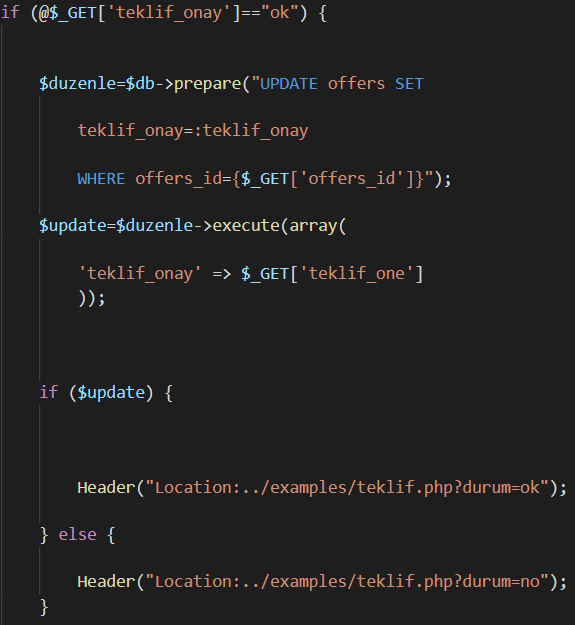 if (@$_GET['teklif_onay']=="ok") {
$duzenle=$db->prepare("UPDATE offers SET
teklif_onay=:teklif_onay
WHERE offers_id={$_GET['offers_id']}");
$update=$duzenle->execute(array(
'teklif_onay' => $_GET['teklif_one']
));
if ($update) {
Header("Location:../examples/teklif.php?durum=ok");
} else {
Header("Location:../examples/teklif.php?durum=no");
}